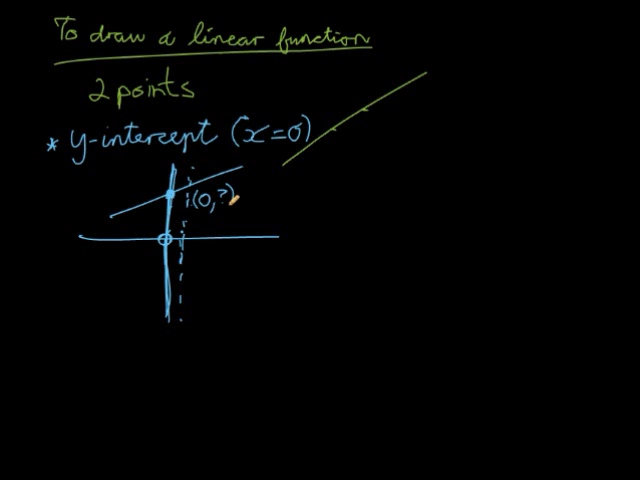 To draw a linear function
2 points
* y-intercept (x=0)
(0,?)